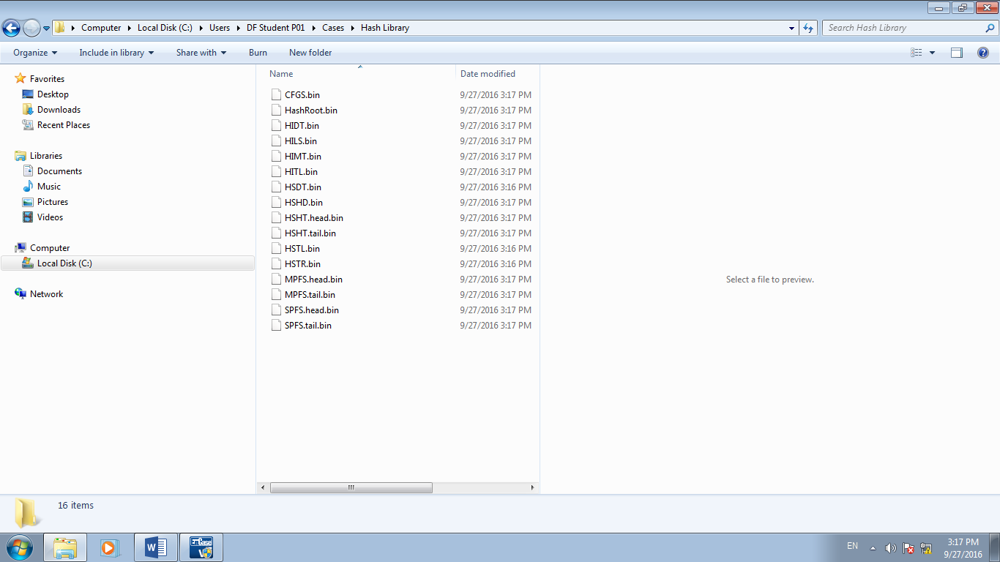 Computer Local Disk (C:) Users DF Student P01 Cases Hash Library Search Hash Library
Organize Include in library Share with Burn New folder
Favorites
Desktop
Downloads
Recent Places
Libraries
Documents
Music
Pictures
Videos
Computer
Local Disk (C:)
Network
Name Date modified
CFGS.bin 9/27/2016 3:17 PM
HashRoot.bin 9/27/2016 3:17 PM
HIDT.bin 9/27/2016 3:17 PM
HILS.bin 9/27/2016 3:17 PM
HIMT.bin 9/27/2016 3:17 PM
HITL.bin 9/27/2016 3:17 PM
HSDT.bin 9/27/2016 3:16 PM
HSHD.bin 9/27/2016 3:17 PM
HSHT.head.bin 9/27/2016 3:17 PM
HSHT.tail.bin 9/27/2016 3:17 PM
HSTL.bin 9/27/2016 3:16 PM
HSTR.bin 9/27/2016 3:16 PM
MPFS.head.bin 9/27/2016 3:17 PM
MPFS.tail.bin 9/27/2016 3:17 PM
SPFS.head.bin 9/27/2016 3:17 PM
SPFS.tail.bin 9/27/2016 3:17 PM
Select a file to preview.
16 items
EN
3:17 PM
9/27/2016